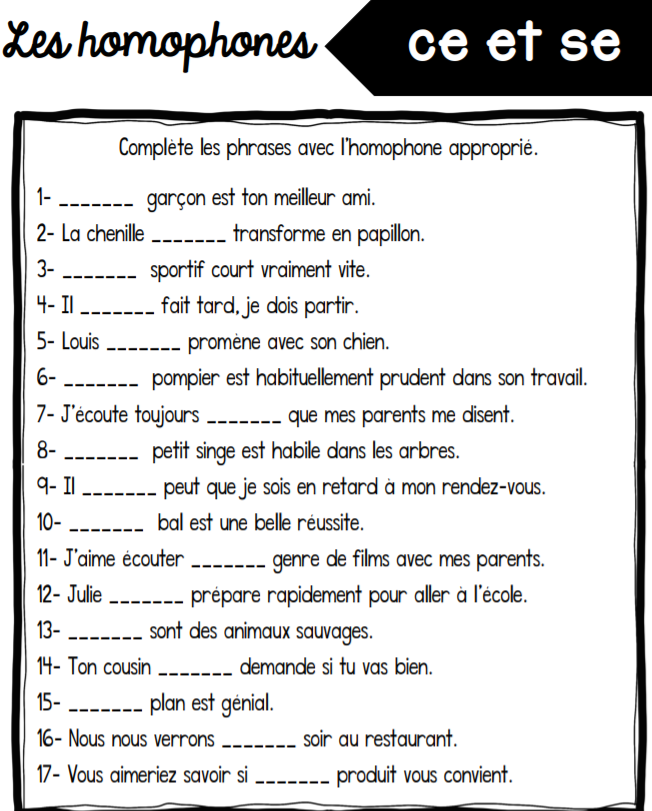 Les homophones
ce et se
Complète les phrases avec l'homophone approprié.
1- _______ garçon est ton meilleur ami.
2- La chenille _______ transforme en papillon.
3- _______ sportif court vraiment vite.
4- Il _______ fait tard, je dois partir.
5- Louis _______ promène avec son chien.
6- _______ pompier est habituellement prudent dans son travail.
7- J'écoute toujours _______ que mes parents me disent.
8- _______ petit singe est habile dans les arbres.
9- Il _______ peut que je sois en retard à mon rendez-vous.
10- _______ bal est une belle réussite.
11- J'aime écouter _______ genre de films avec mes parents.
12- Julie _______ prépare rapidement pour aller à l'école.
13- _______ sont des animaux sauvages.
14- Ton cousin _______ demande si tu vas bien.
15- _______ plan est génial.
16- Nous nous verrons _______ soir au restaurant.
17- Vous aimeriez savoir si _______ produit vous convient.